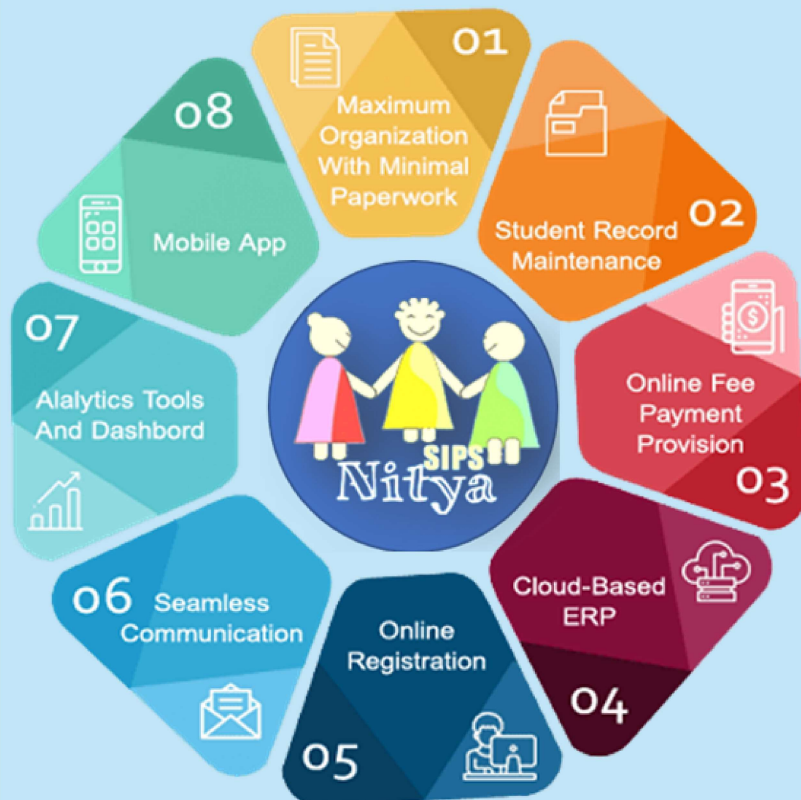 01
Maximum
Organization
With Minimal
Paperwork
02
Student Record
Maintenance
Online Fee
Payment
Provision
03
Cloud-Based
ERP
04
Online
Registration
05
06
Seamless
Communication
07
Alalytics Tools
And Dashbord
08
Mobile App
SIPS
Nitya
$